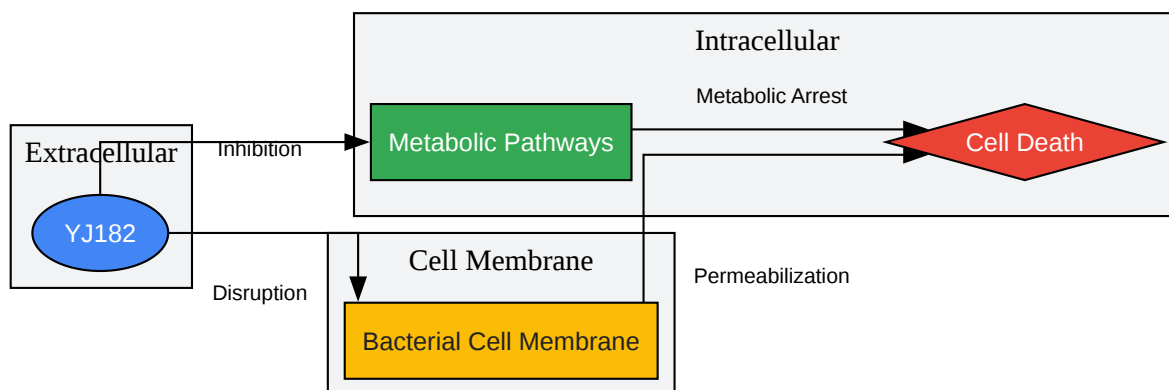 Intracellular
Metabolic Arrest
Metabolic Pathways
Cell Death
Extracellular
Inhibition
YJ182
Cell Membrane
Permeabilization
Disruption
Bacterial Cell Membrane